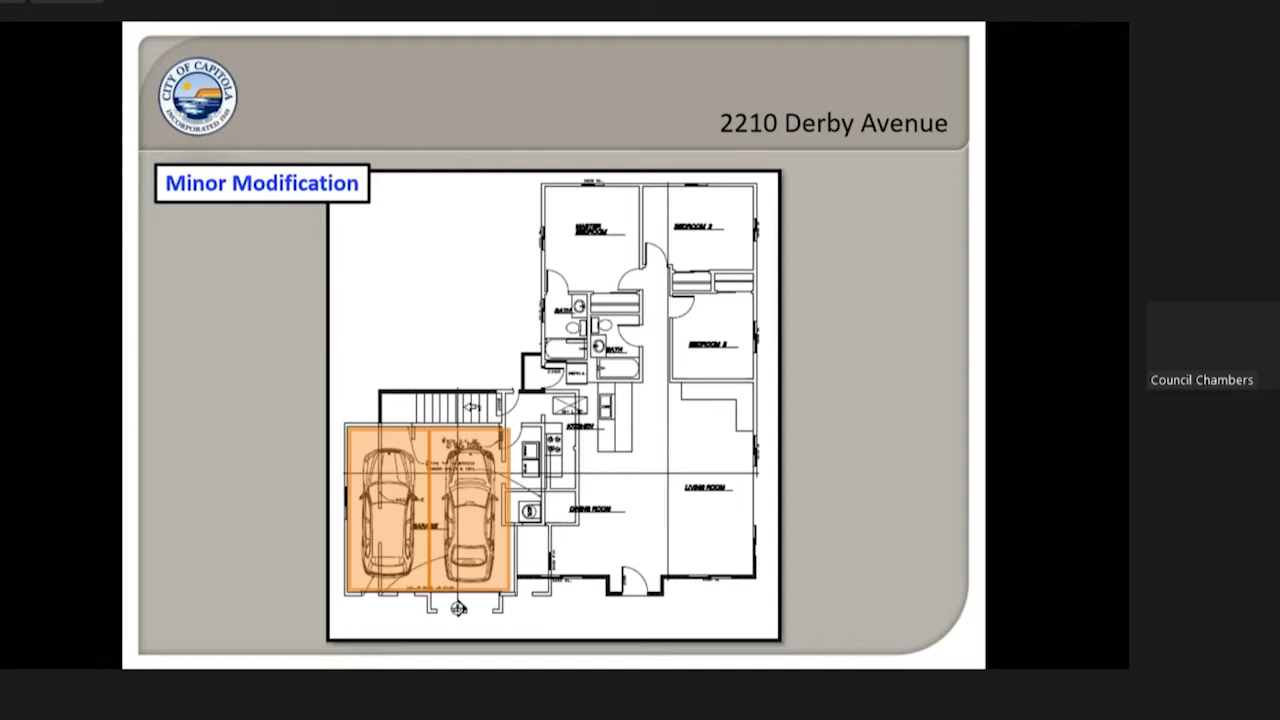 CITY OF CAPITOLA
INCORPORATED 1949
2210 Derby Avenue
Minor Modification
MASTER
BEDROOM
BEDROOM 2
BATH
BATH
BEDROOM 3
KITCHEN
LIVING ROOM
DINING ROOM
GARAGE
Council Chambers